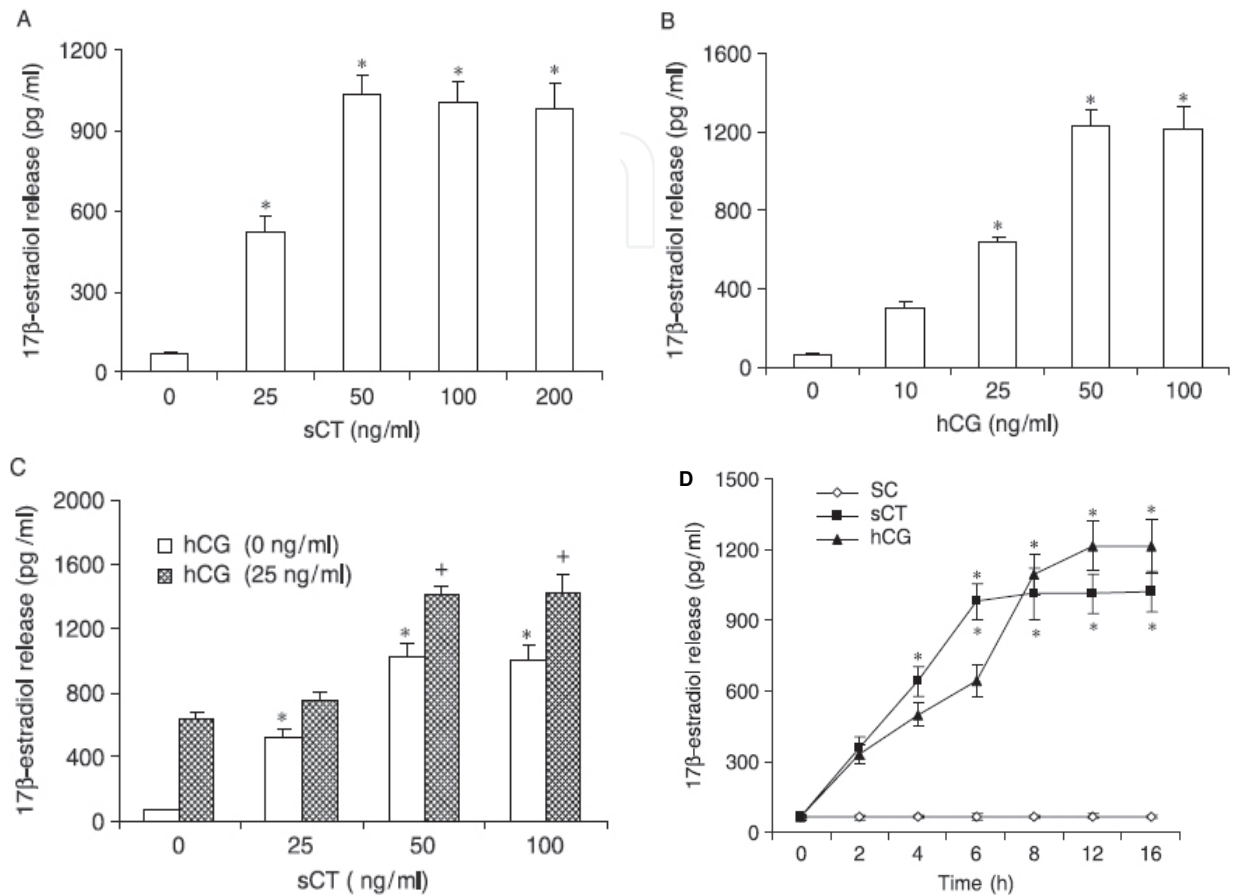 A
17β-estradiol release (pg /ml)
1200
900
600
300
0
* * * *
0 25 50 100 200
sCT (ng/ml)
B
17β-estradiol release (pg /ml)
1600
1200
800
400
0
* * *
0 10 25 50 100
hCG (ng/ml)
C
17β-estradiol release (pg /ml)
2000
1600
1200
800
400
0
hCG (0 ng/ml)
hCG (25 ng/ml)
* * + * +
0 25 50 100
sCT ( ng/ml)
D
17β-estradiol release (pg/ml)
1500
1200
900
600
300
0
SC
sCT
hCG
* * * * *
* * * *
0 2 4 6 8 12 16
Time (h)